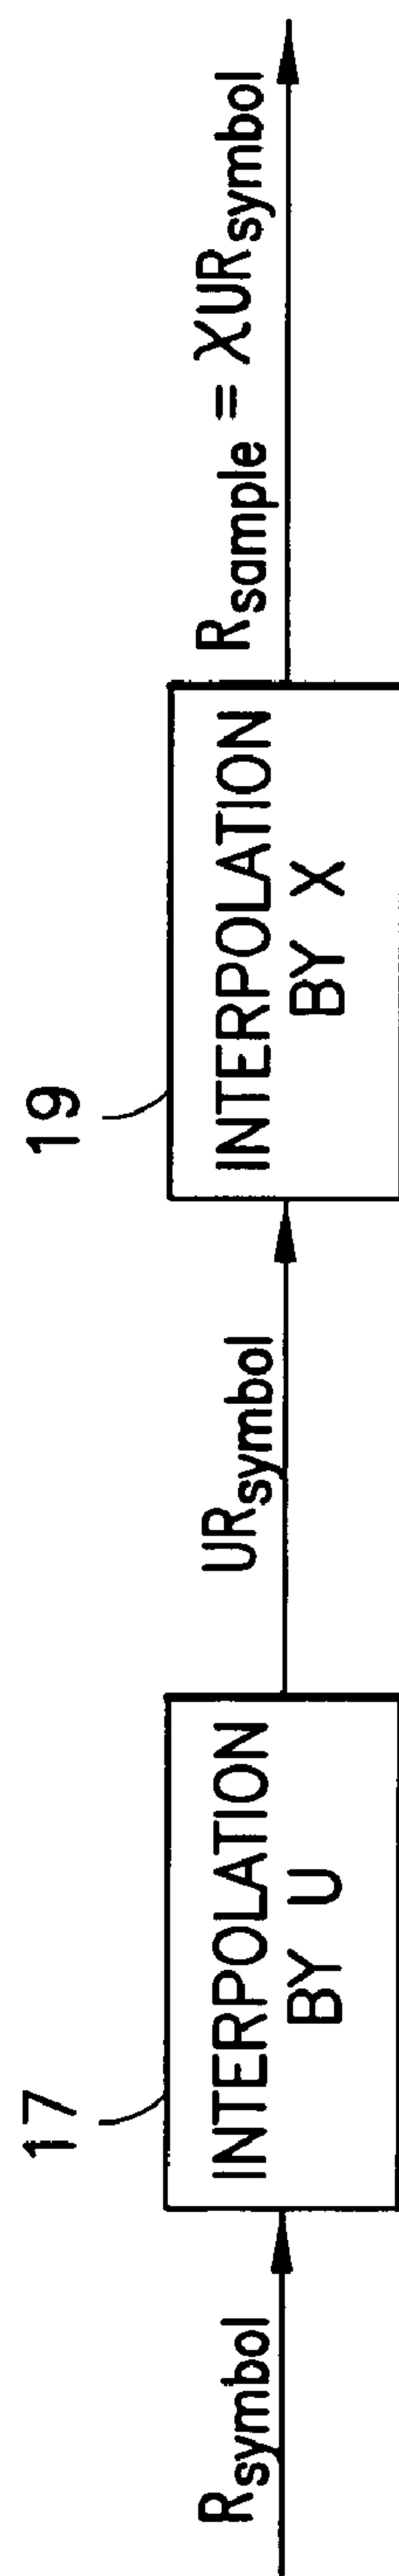 R_symbol
17
INTERPOLATION
BY U
UR_symbol
19
INTERPOLATION
BY X
R_sample = XUR_symbol